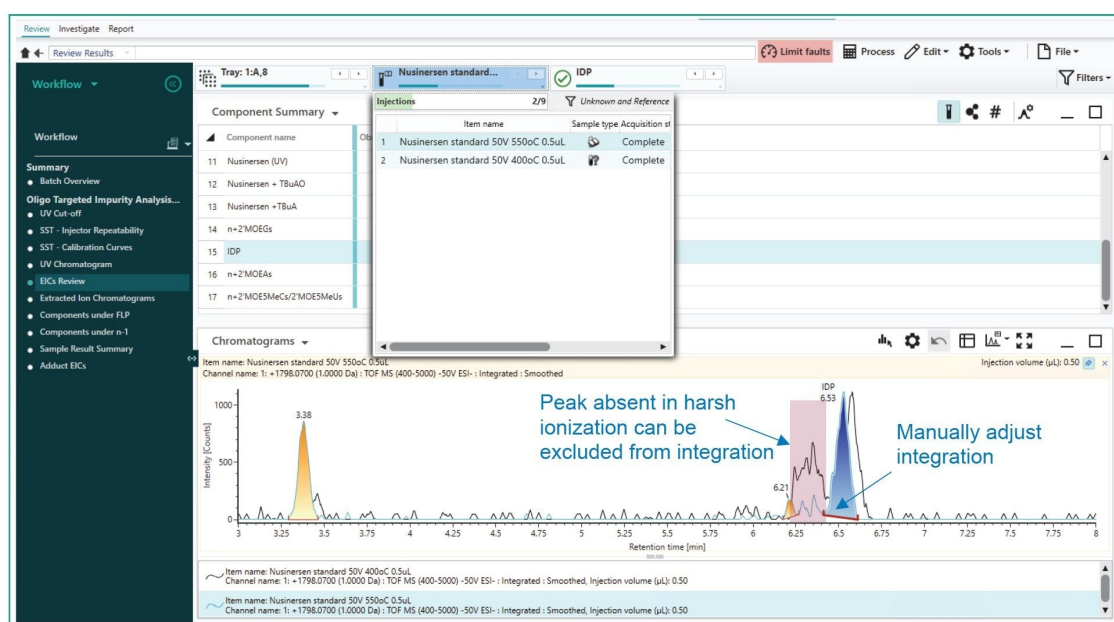 Review Investigate Report
Review Results
Limit faults Process Edit Tools File
Workflow
Tray: 1:A,8 Nusinersen standard... IDP Filters
Injections 2/9 Unknown and Reference
Item name Sample type Acquisition st
1 Nusinersen standard 50V 550oC 0.5uL Complete
2 Nusinersen standard 50V 400oC 0.5uL Complete
Component Summary
#
Component name Ob
11 Nusinersen (UV)
12 Nusinersen + TBuAO
13 Nusinersen +TBuA
14 n+2'MOEGs
15 IDP
16 n+2'MOEAs
17 n+2'MOE5MeCs/2'MOE5MeUs
Workflow
Summary
Batch Overview
Oligo Targeted Impurity Analysis...
UV Cut-off
SST - Injector Repeatability
SST - Calibration Curves
UV Chromatogram
EICs Review
Extracted Ion Chromatograms
Components under FLP
Components under n-1
Sample Result Summary
Adduct EICs
Chromatograms
Item name: Nusinersen standard 50V 550oC 0.5uL Injection volume (µL): 0.50
Channel name: 1: +1798.0700 (1.0000 Da) : TOF MS (400-5000) -50V ESI- : Integrated : Smoothed
Intensity [Counts]
1000
500
0
3.38
6.21
IDP
6.53
Peak absent in harsh
ionization can be
excluded from integration
Manually adjust
integration
3 3.25 3.5 3.75 4 4.25 4.5 4.75 5 5.25 5.5 5.75 6 6.25 6.5 6.75 7 7.25 7.5 7.75 8
Retention time [min]
Item name: Nusinersen standard 50V 400oC 0.5uL
Channel name: 1: +1798.0700 (1.0000 Da) : TOF MS (400-5000) -50V ESI- : Integrated : Smoothed, Injection volume (µL): 0.50
Item name: Nusinersen standard 50V 550oC 0.5uL
Channel name: 1: +1798.0700 (1.0000 Da) : TOF MS (400-5000) -50V ESI- : Integrated : Smoothed, Injection volume (µL): 0.50